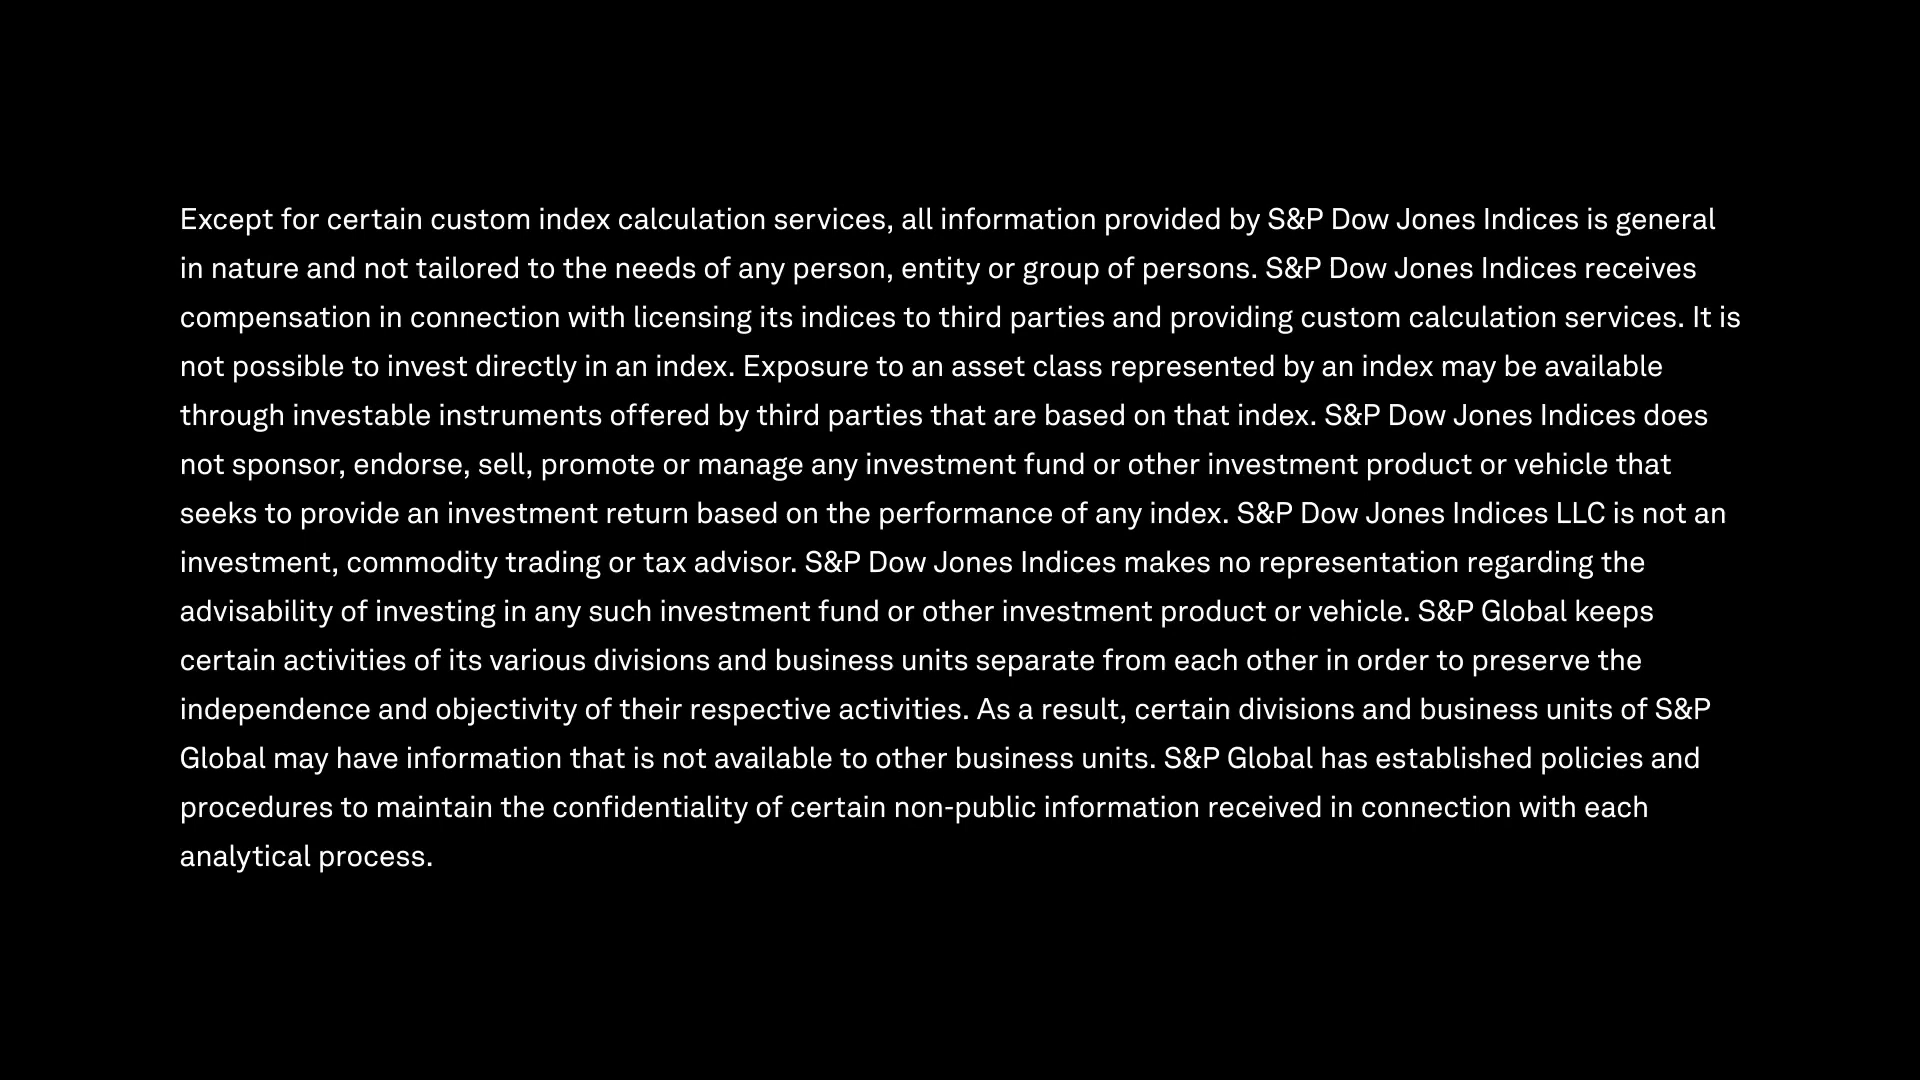 Except for certain custom index calculation services, all information provided by S&P Dow Jones Indices is general
in nature and not tailored to the needs of any person, entity or group of persons. S&P Dow Jones Indices receives
compensation in connection with licensing its indices to third parties and providing custom calculation services. It is
not possible to invest directly in an index. Exposure to an asset class represented by an index may be available
through investable instruments offered by third parties that are based on that index. S&P Dow Jones Indices does
not sponsor, endorse, sell, promote or manage any investment fund or other investment product or vehicle that
seeks to provide an investment return based on the performance of any index. S&P Dow Jones Indices LLC is not an
investment, commodity trading or tax advisor. S&P Dow Jones Indices makes no representation regarding the
advisability of investing in any such investment fund or other investment product or vehicle. S&P Global keeps
certain activities of its various divisions and business units separate from each other in order to preserve the
independence and objectivity of their respective activities. As a result, certain divisions and business units of S&P
Global may have information that is not available to other business units. S&P Global has established policies and
procedures to maintain the confidentiality of certain non-public information received in connection with each
analytical process.